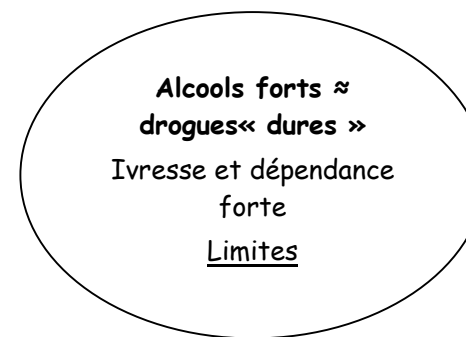 Alcools forts ≈
drogues« dures »
Ivresse et dépendance
forte
Limites